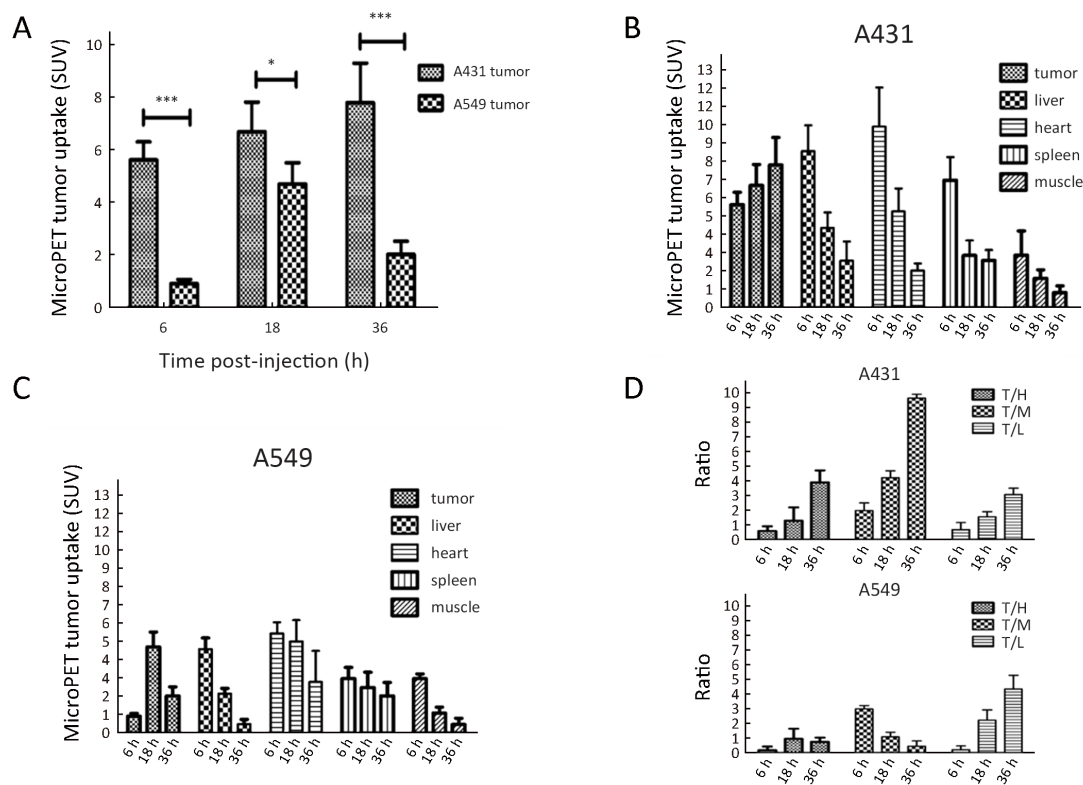 A
MicroPET tumor uptake (SUV)
10
8
6
4
2
0
***
*
***
A431 tumor
A549 tumor
6
18
36
Time post-injection (h)
B
A431
MicroPET tumor uptake (SUV)
13
12
12
10
9
8
7
6
5
4
4
2
1
0
tumor
liver
heart
spleen
muscle
6 h
18 h
36 h
6 h
18 h
36 h
6 h
18 h
36 h
6 h
18 h
36 h
6 h
18 h
36 h
C
A549
MicroPET tumor uptake (SUV)
13
12
12
10
9
8
7
6
5
4
4
2
1
0
tumor
liver
heart
spleen
muscle
6 h
18 h
36 h
6 h
18 h
36 h
6 h
18 h
36 h
6 h
18 h
36 h
6 h
18 h
36 h
D
A431
Ratio
10
9
8
7
6
5
4
3
2
1
0
T/H
T/M
T/L
6 h
18 h
36 h
6 h
18 h
36 h
6 h
18 h
36 h
A549
Ratio
10
9
8
7
6
5
4
3
2
1
0
T/H
T/M
T/L
6 h
18 h
36 h
6 h
18 h
36 h
6 h
18 h
36 h